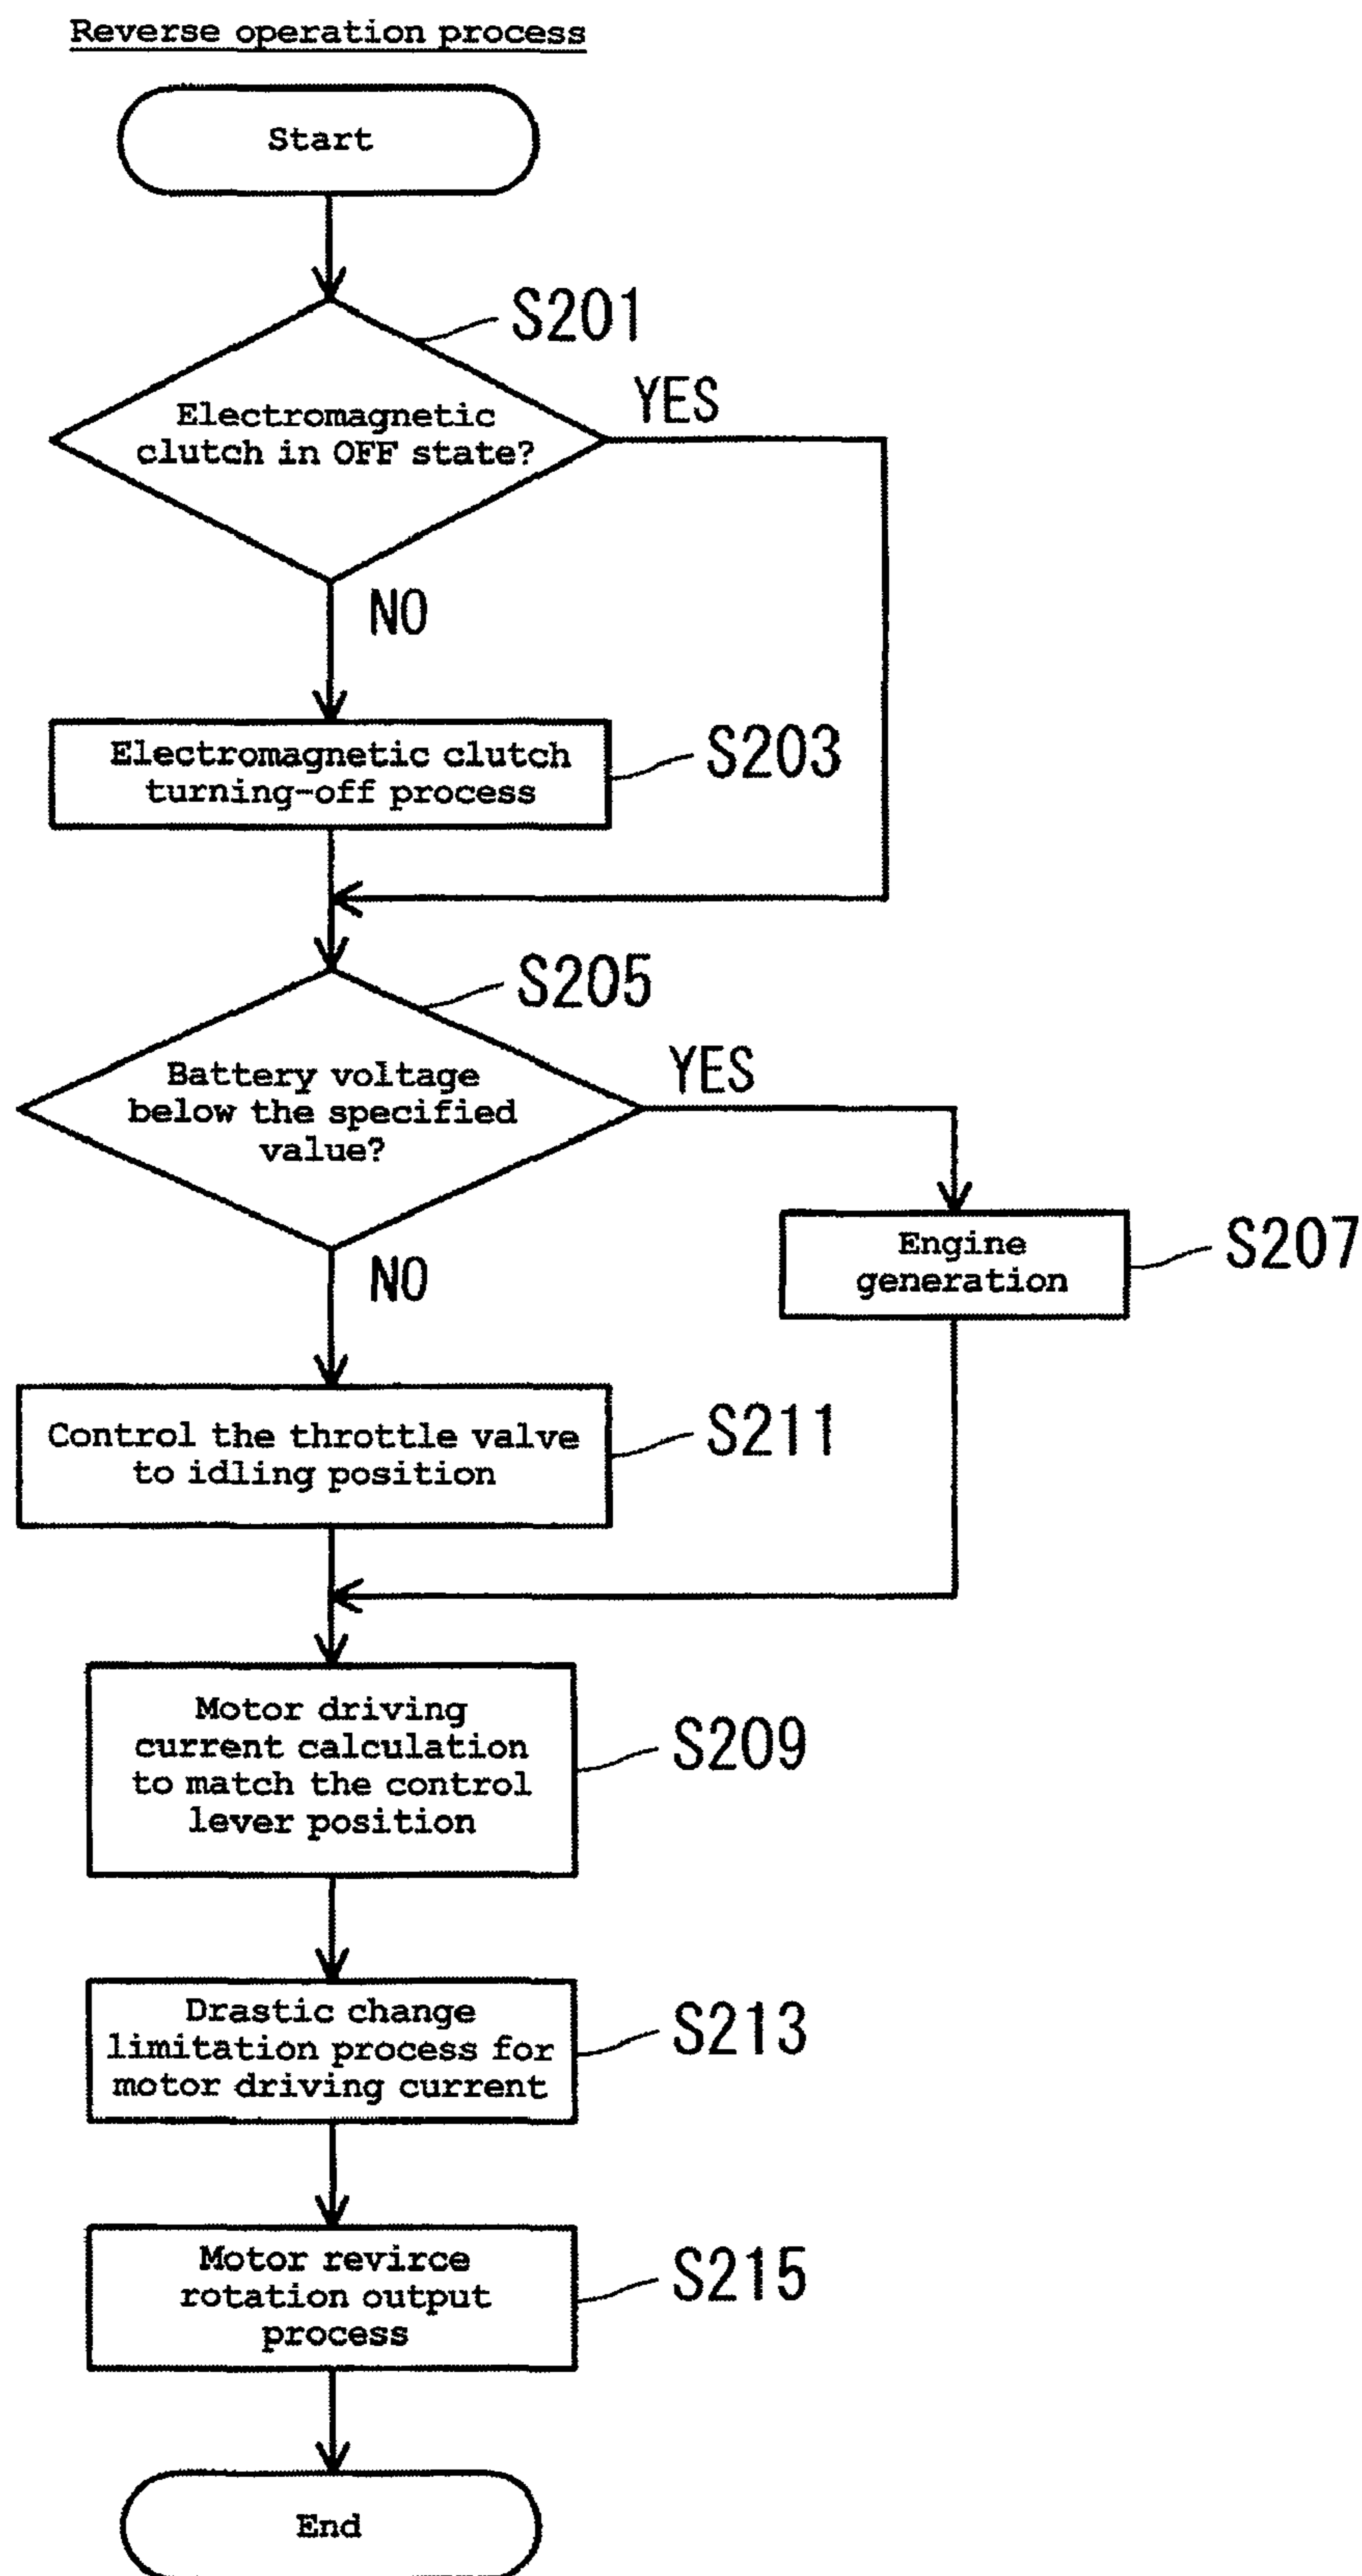 Reverse operation process
Start
S201
Electromagnetic
clutch in OFF state?
YES
NO
Electromagnetic clutch
turning-off process
S203
S205
Battery voltage
below the specified
value?
YES
NO
Engine
generation
S207
Control the throttle valve
to idling position
S211
Motor driving
current calculation
to match the control
lever position
S209
Drastic change
limitation process for
motor driving current
S213
Motor revirce
rotation output
process
S215
End